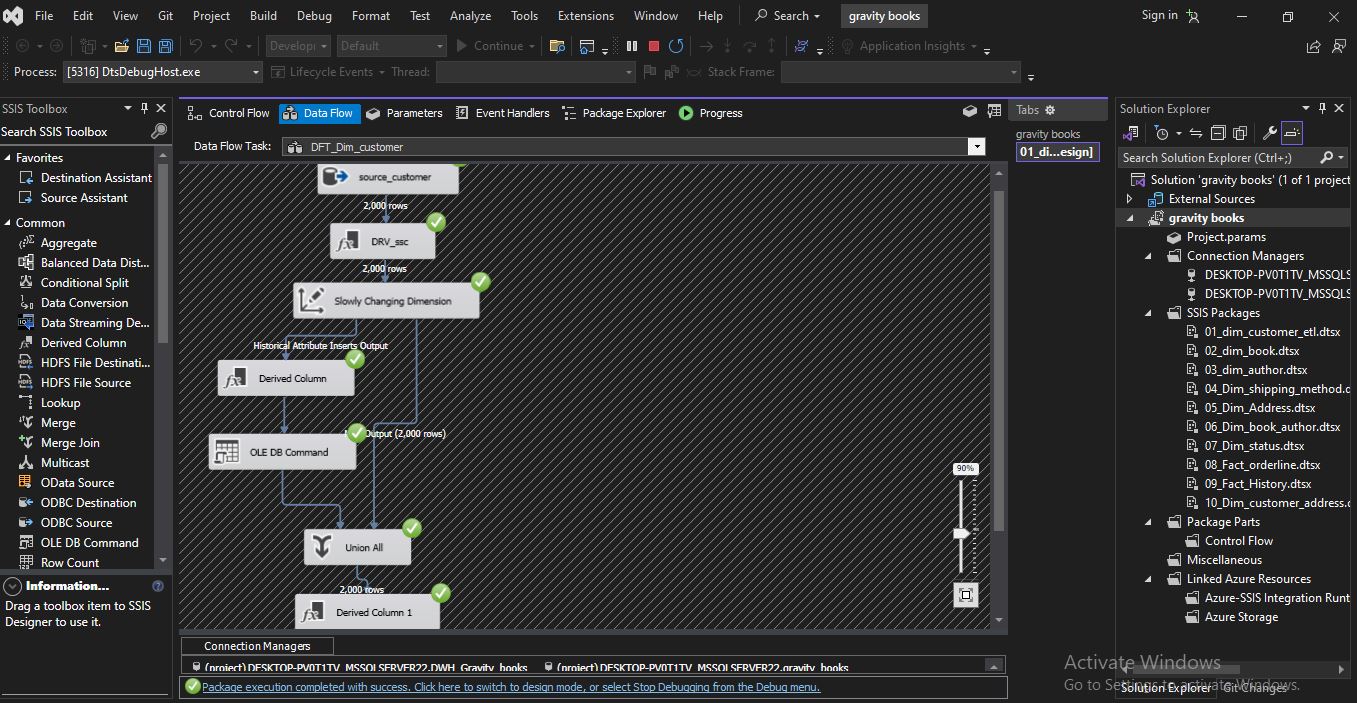 File Edit View Git Project Build Debug Format Test Analyze Tools Extensions Window Help Search gravity books Sign in
Develop Default Continue Application Insights
Process: [5316] DtsDebugHost.exe Lifecycle Events Thread: Stack Frame:
SSIS Toolbox
Search SSIS Toolbox
Favorites
Destination Assistant
Source Assistant
Common
Aggregate
Balanced Data Dist...
Conditional Split
Data Conversion
Data Streaming De...
Derived Column
HDFS File Destinati...
HDFS File Source
Lookup
Merge
Merge Join
Multicast
OData Source
ODBC Destination
ODBC Source
OLE DB Command
Row Count
Information...
Drag a toolbox item to SSIS
Designer to use it.
Control Flow Data Flow Parameters Event Handlers Package Explorer Progress
Data Flow Task: DFT_Dim_customer
source_customer
2,000 rows
DRV_ssc
2,000 rows
Slowly Changing Dimension
Historical Attribute Inserts Output
Derived Column
Output (2,000 rows)
OLE DB Command
Union All
2,000 rows
Derived Column 1
90%
Connection Managers
(project) DESKTOP-PV0T1TV_MSSQLSERVER22.DWH_Gravity_books (project) DESKTOP-PV0T1TV_MSSQLSERVER22.gravity_books
Package execution completed with success. Click here to switch to design mode, or select Stop Debugging from the Debug menu.
Tabs
gravity books
01_di...esign]
Solution Explorer
Search Solution Explorer (Ctrl+;)
Solution 'gravity books' (1 of 1 project
External Sources
gravity books
Project.params
Connection Managers
DESKTOP-PV0T1TV_MSSQLS
DESKTOP-PV0T1TV_MSSQLS
SSIS Packages
01_dim_customer_etl.dtsx
02_dim_book.dtsx
03_dim_author.dtsx
04_Dim_shipping_method.d
05_Dim_Address.dtsx
06_Dim_book_author.dtsx
07_Dim_status.dtsx
08_Fact_orderline.dtsx
09_Fact_History.dtsx
10_Dim_customer_address.d
Package Parts
Control Flow
Miscellaneous
Linked Azure Resources
Azure-SSIS Integration Runt
Azure Storage
Activate Windows
Go to Settings to activate Windows.
Solution Explorer Git Changes